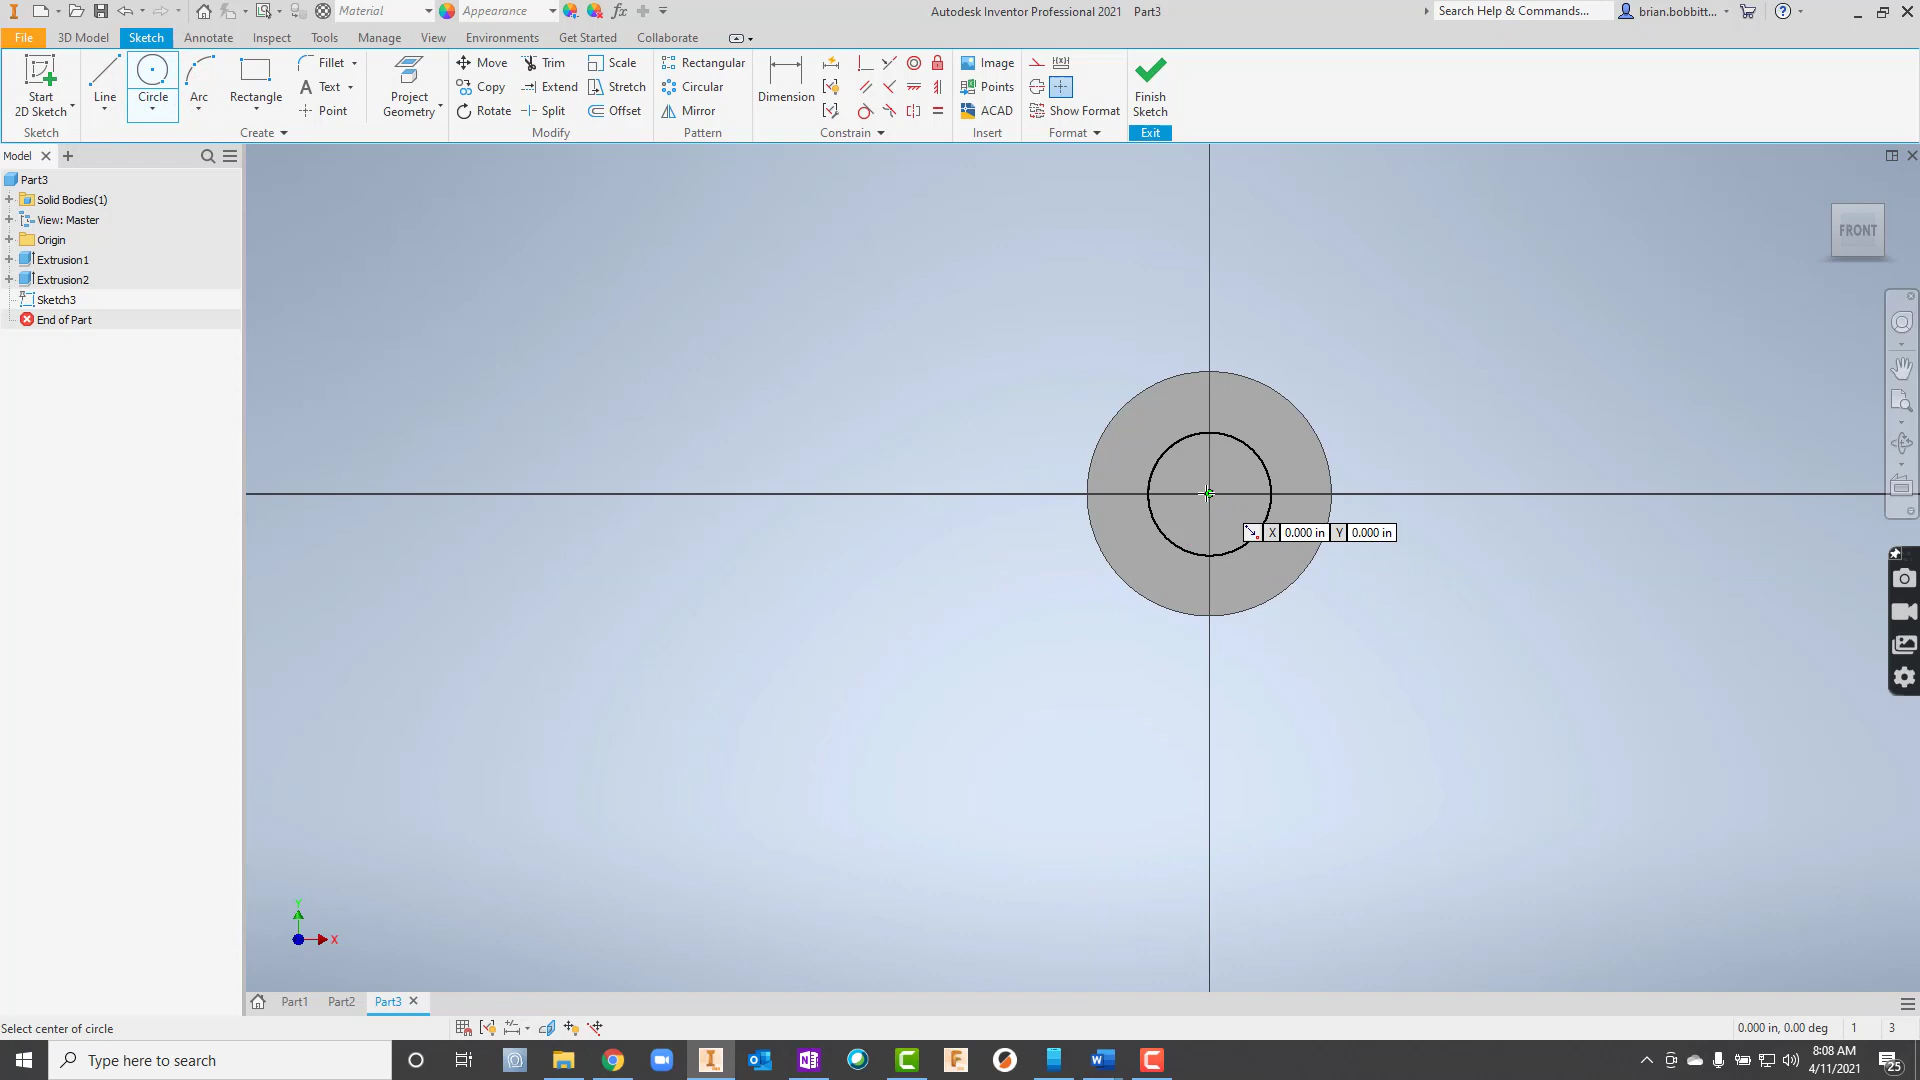 Material
Appearance
fx
Autodesk Inventor Professional 2021 Part3
Search Help & Commands...
brian.bobbitt...
File 3D Model Sketch Annotate Inspect Tools Manage View Environments Get Started Collaborate
Start
2D Sketch
Sketch
Line
Circle
Arc
Rectangle
Fillet
Text
Point
Create
Project
Geometry
Move
Copy
Rotate
Trim
Extend
Split
Scale
Stretch
Offset
Modify
Rectangular
Circular
Mirror
Pattern
Dimension
Constrain
Image
Points
ACAD
Insert
Show Format
Format
Finish
Sketch
Exit
Model
Part3
Solid Bodies(1)
View: Master
Origin
Extrusion1
Extrusion2
Sketch3
End of Part
FRONT
X 0.000 in Y 0.000 in
Y
X
Part1 Part2 Part3
Select center of circle
0.000 in, 0.00 deg 1 3
Type here to search
8:08 AM
4/11/2021
25